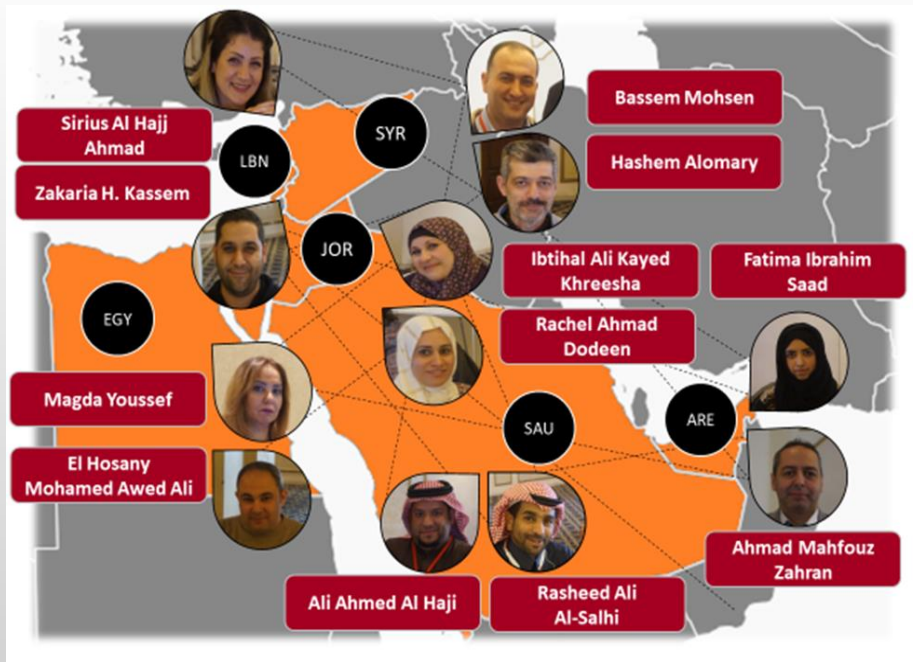 SYR
Bassem Mohsen
Sirius Al Hajj
Ahmad
LBN
Hashem Alomary
Zakaria H. Kassem
JOR
Ibtihal Ali Kayed
Khreesha
Fatima Ibrahim
Saad
EGY
Rachel Ahmad
Dodeen
Magda Youssef
SAU
ARE
El Hosany
Mohamed Awed Ali
Ahmad Mahfouz
Zahran
Ali Ahmed Al Haji
Rasheed Ali
Al-Salhi